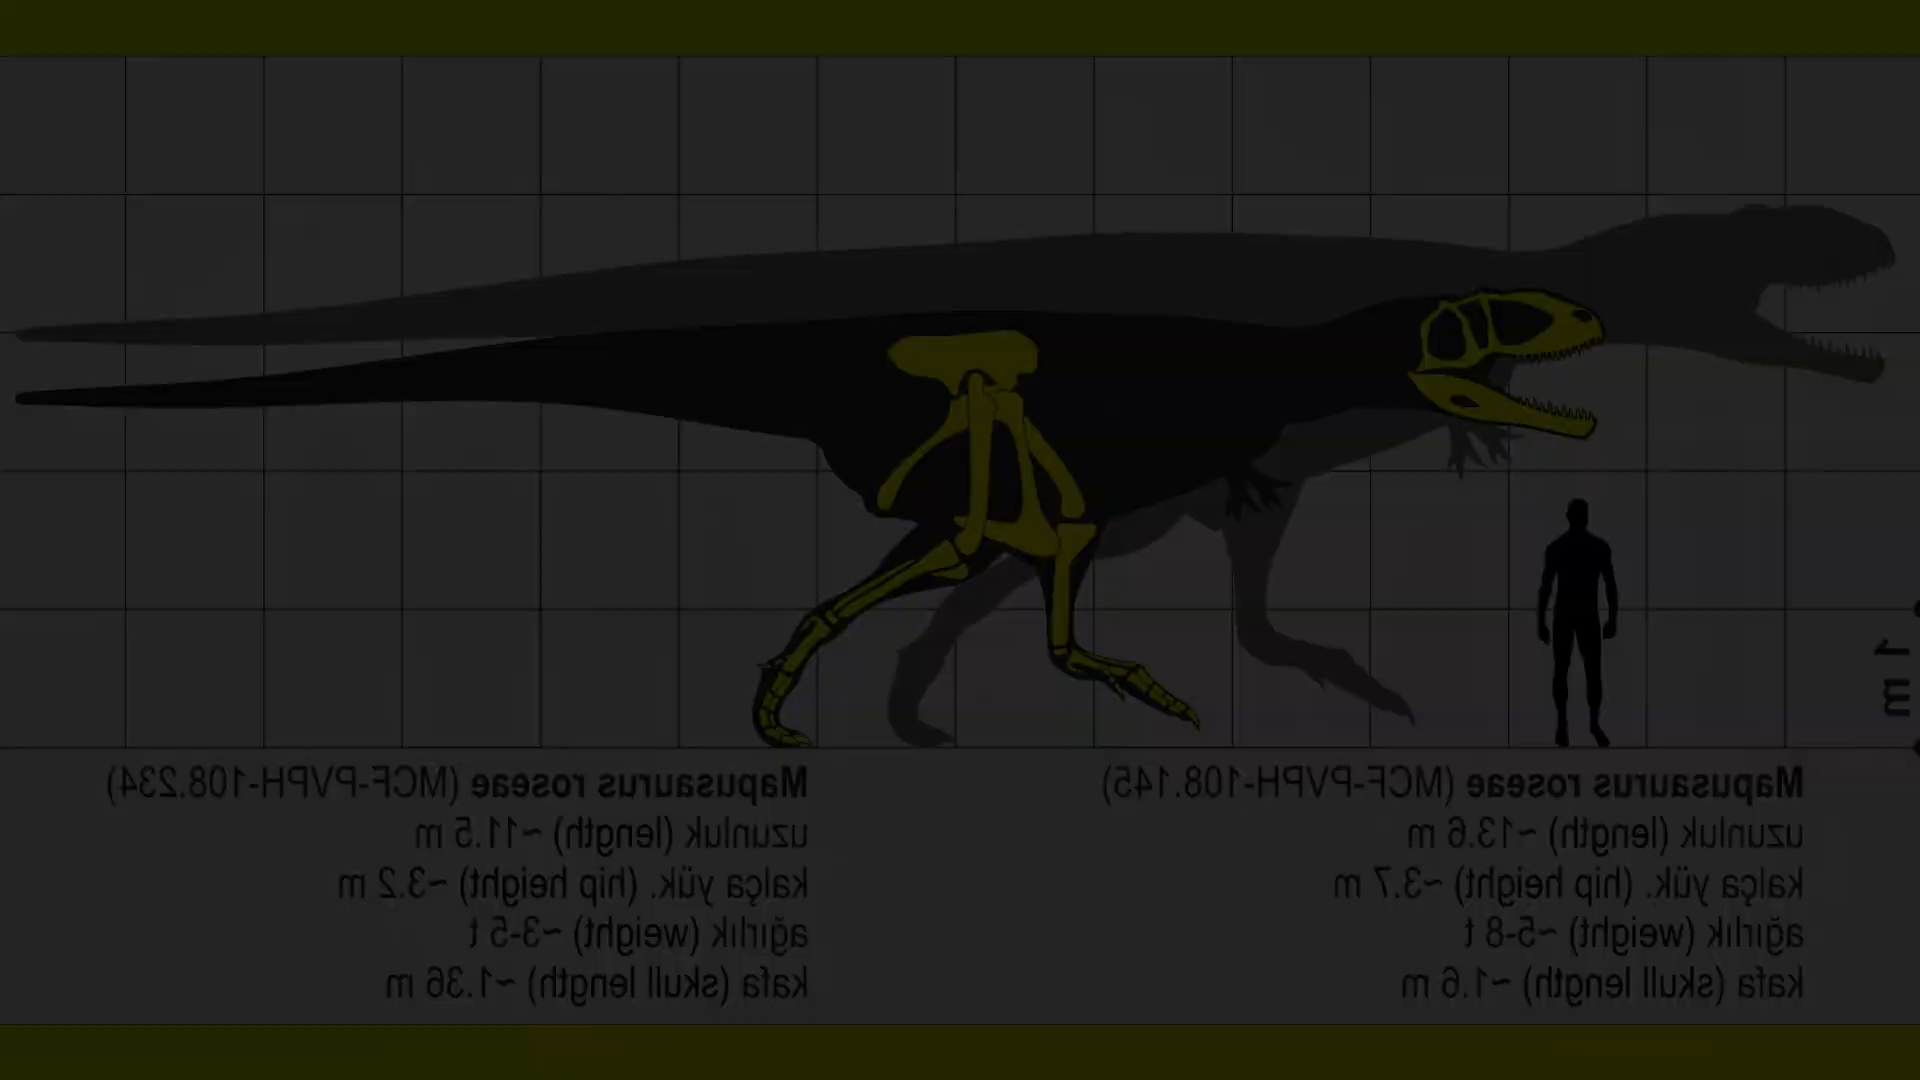 1 m
Mapusaurus roseae (MCF-PVPH-108.145)
uzunluk (length) ~13.6 m
kalça yük. (hip height) ~3.7 m
ağırlık (weight) ~5-8 t
kafa (skull length) ~1.6 m
Mapusaurus roseae (MCF-PVPH-108.234)
uzunluk (length) ~11.5 m
kalça yük. (hip height) ~3.2 m
ağırlık (weight) ~3-5 t
kafa (skull length) ~1.36 m